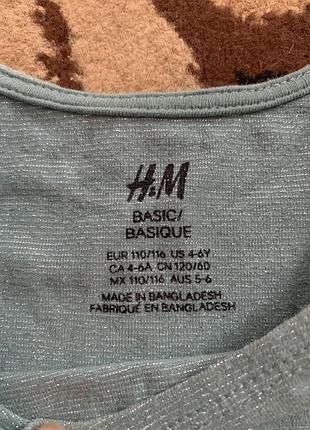 H&M
BASIC/
BASIQUE
EUR 110/116 US 4-6Y
CA 4-6A CN 120/60
MX 110/116 AUS 5-6
MADE IN BANGLADESH
FABRIQUÉ EN BANGLADESH